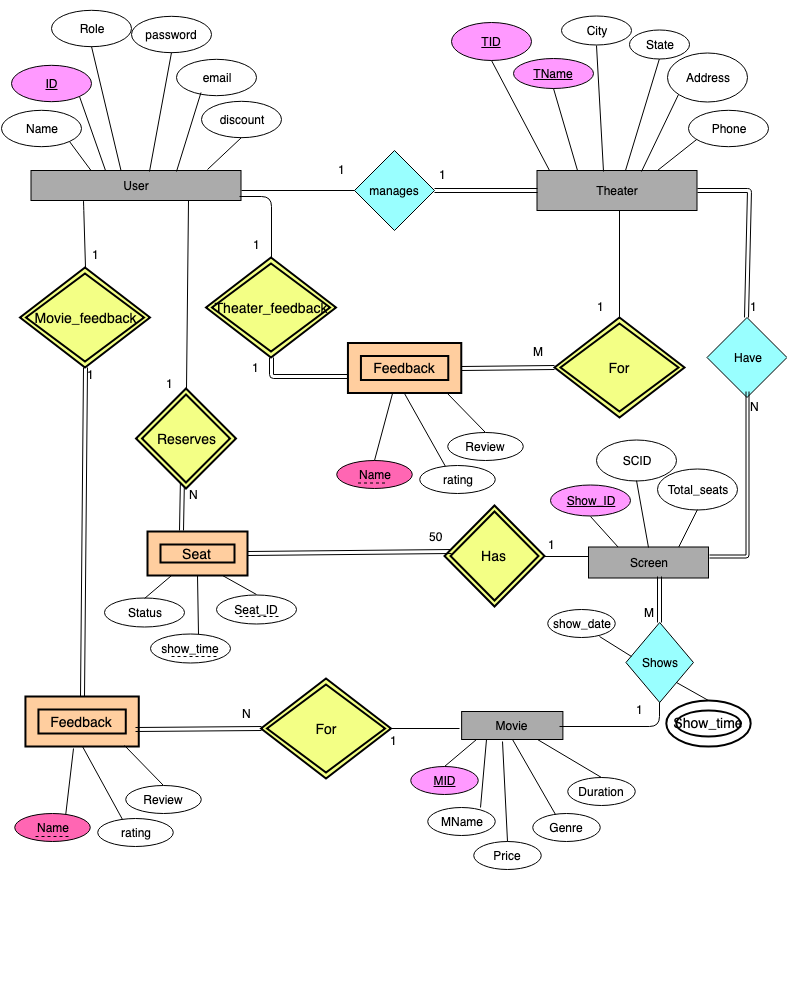 Role
password
City
TID
State
TName
email
Address
ID
discount
Name
Phone
User
1
manages
1
Theater
1
1
Movie_feedback
Theater_feedback
1
1
Have
1
1
M
Feedback
For
1
N
Reserves
Review
Name
rating
SCID
Total_seats
Show_ID
N
50
Seat
Has
1
Screen
Status
Seat_ID
show_time
M
show_date
Shows
1
Show_time
Feedback
N
For
1
Movie
MID
Duration
Review
MName
Genre
Name
rating
Price